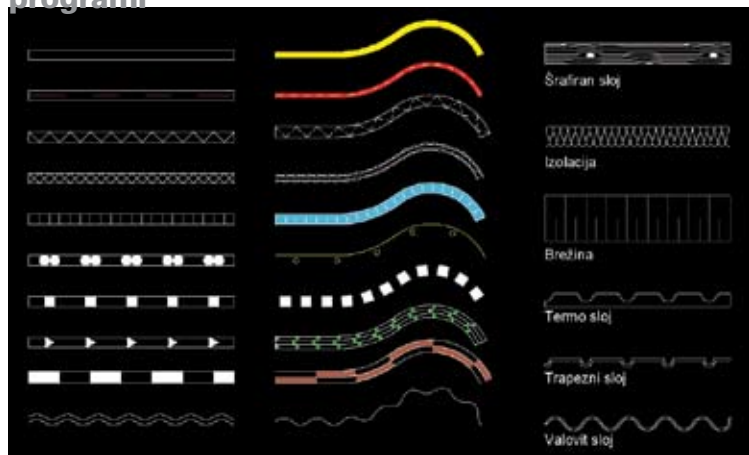 programi
Šrafiran sloj
Izolacija
Brežina
Termo sloj
Trapezni sloj
Valovit sloj